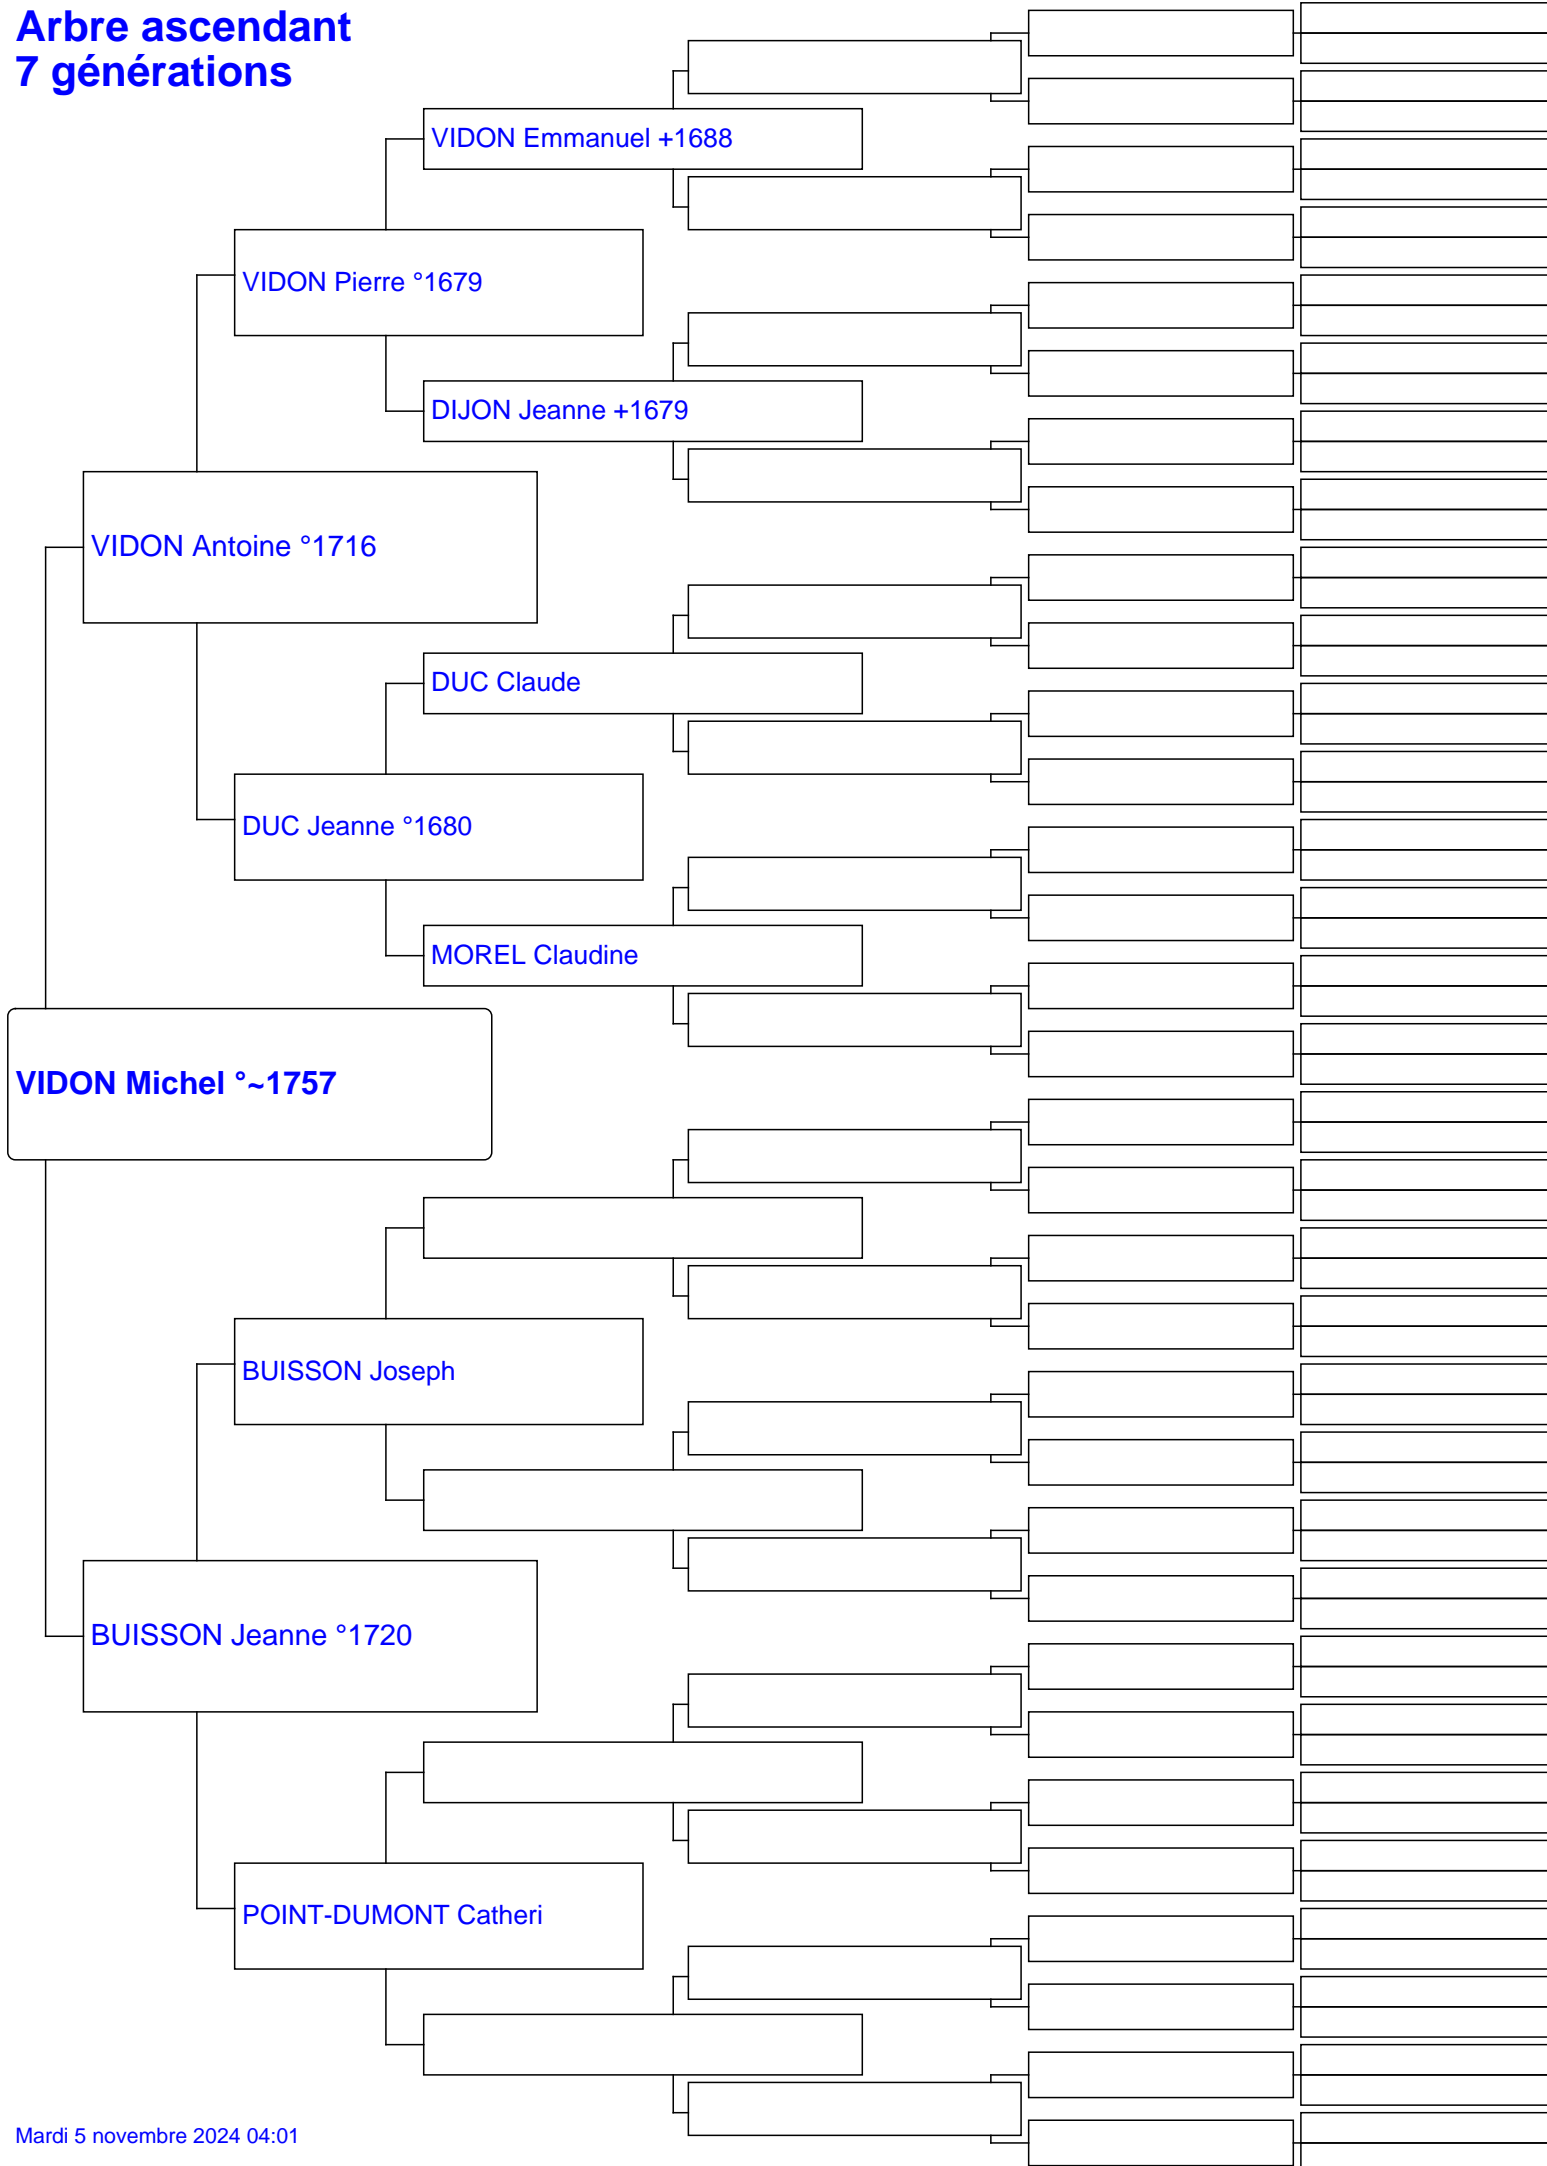 Arbre ascendant
7 générations
VIDON Emmanuel +1688
VIDON Pierre °1679
DIJON Jeanne +1679
VIDON Antoine °1716
DUC Claude
DUC Jeanne °1680
MOREL Claudine
VIDON Michel °~1757
BUISSON Joseph
BUISSON Jeanne °1720
POINT-DUMONT Catheri
Mardi 5 novembre 2024 04:01